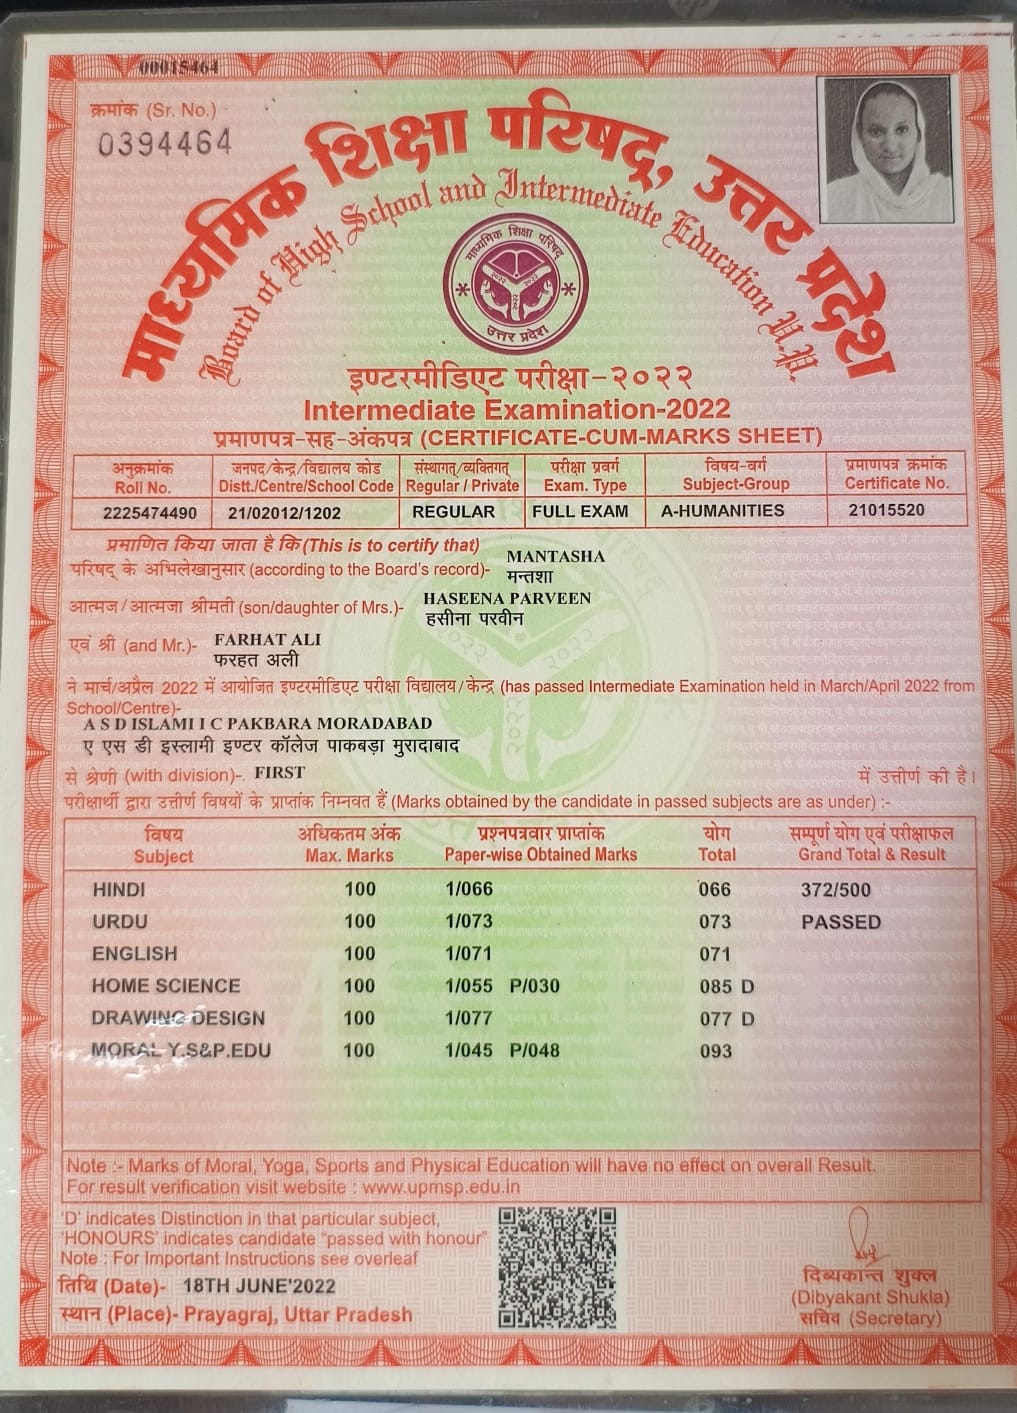 00015464
क्रमांक (Sr. No.)
0394464
माध्यमिक शिक्षा परिषद्, उत्तर प्रदेश
Board of High School and Intermediate Education U.P.
माध्यमिक शिक्षा परिषद्
२०२२ २०२२
२०२२
उत्तर प्रदेश
इण्टरमीडिएट परीक्षा-२०२२
Intermediate Examination-2022
प्रमाणपत्र-सह-अंकपत्र (CERTIFICATE-CUM-MARKS SHEET)
अनुक्रमांक जनपद/केन्द्र/विद्यालय कोड संस्थागत्/व्यक्तिगत् परीक्षा प्रवर्ग विषय-वर्ग प्रमाणपत्र क्रमांक
Roll No. Distt./Centre/School Code Regular / Private Exam. Type Subject-Group Certificate No.
2225474490 21/02012/1202 REGULAR FULL EXAM A-HUMANITIES 21015520
प्रमाणित किया जाता है कि (This is to certify that) MANTASHA
परिषद् के अभिलेखानुसार (according to the Board's record)- मन्तशा
आत्मज/आत्मजा श्रीमती (son/daughter of Mrs.)- HASEENA PARVEEN
हसीना परवीन
एवं श्री (and Mr.)- FARHAT ALI
फरहत अली
ने मार्च/अप्रैल 2022 में आयोजित इण्टरमीडिएट परीक्षा विद्यालय/केन्द्र (has passed Intermediate Examination held in March/April 2022 from
School/Centre)-
A S D ISLAMI I C PAKBARA MORADABAD
ए एस डी इस्लामी इण्टर कॉलेज पाकबड़ा मुरादाबाद
से श्रेणी (with division)-. FIRST में उत्तीर्ण की है।
परीक्षार्थी द्वारा उत्तीर्ण विषयों के प्राप्तांक निम्नवत हैं (Marks obtained by the candidate in passed subjects are as under) :-
विषय अधिकतम अंक प्रश्नपत्रवार प्राप्तांक योग सम्पूर्ण योग एवं परीक्षाफल
Subject Max. Marks Paper-wise Obtained Marks Total Grand Total & Result
HINDI 100 1/066 066 372/500
URDU 100 1/073 073 PASSED
ENGLISH 100 1/071 071
HOME SCIENCE 100 1/055 P/030 085 D
DRAWING DESIGN 100 1/077 077 D
MORAL Y.S&P.EDU 100 1/045 P/048 093
Note :- Marks of Moral, Yoga, Sports and Physical Education will have no effect on overall Result.
For result verification visit website : www.upmsp.edu.in
'D' indicates Distinction in that particular subject,
'HONOURS' indicates candidate "passed with honour"
Note : For Important Instructions see overleaf
तिथि (Date)- 18TH JUNE'2022
स्थान (Place)- Prayagraj, Uttar Pradesh
दिब्यकान्त शुक्ल
(Dibyakant Shukla)
सचिव (Secretary)